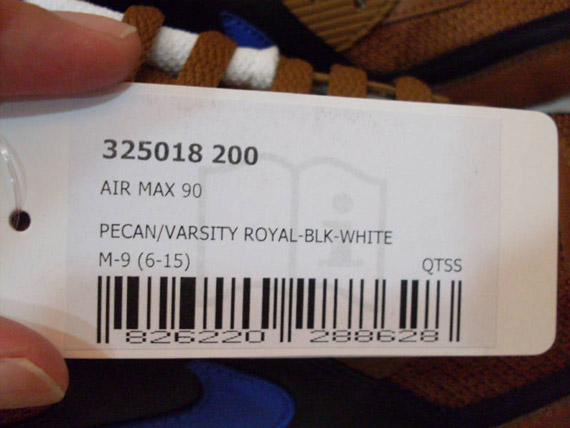 325018 200
AIR MAX 90
PECAN/VARSITY ROYAL-BLK-WHITE
M-9 (6-15) QTSS
826220 288628